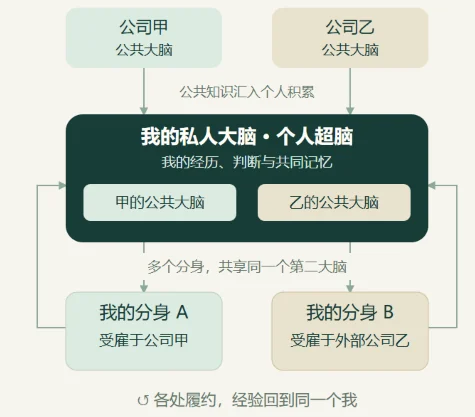 公司甲
公共大脑
公司乙
公共大脑
公共知识汇入个人积累
我的私人大脑·个人超脑
我的经历、判断与共同记忆
甲的公共大脑
乙的公共大脑
多个分身，共享同一个第二大脑
我的分身 A
受雇于公司甲
我的分身 B
受雇于外部公司乙
↺ 各处履约，经验回到同一个我